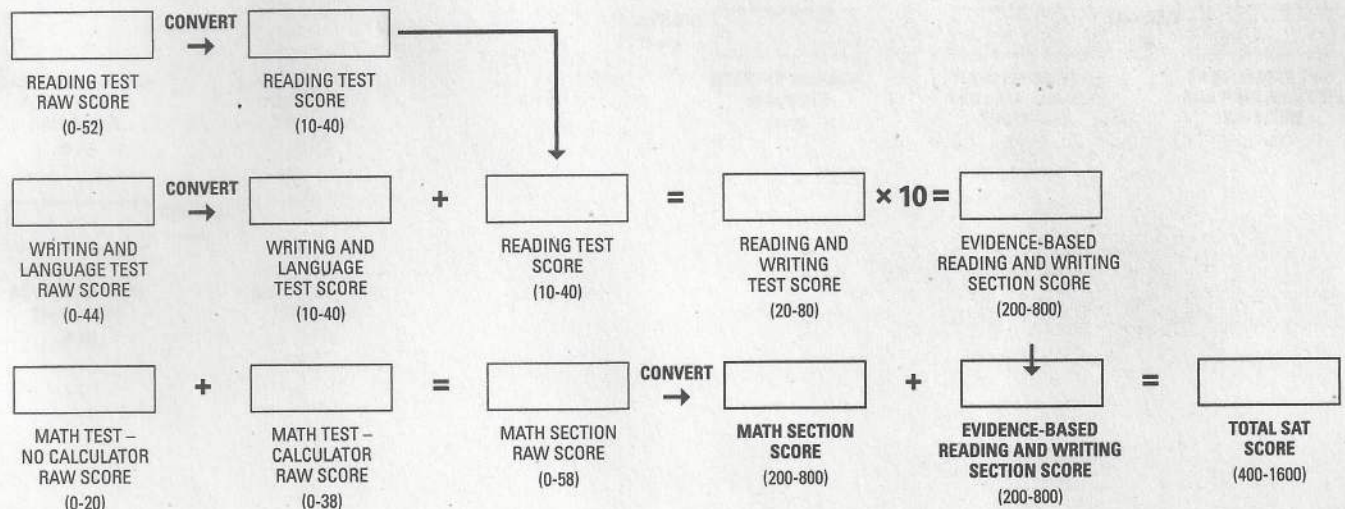 CONVERT
→
READING TEST
RAW SCORE
(0-52)
READING TEST
SCORE
(10-40)
CONVERT
→
+
=
× 10 =
WRITING AND
LANGUAGE TEST
RAW SCORE
(0-44)
WRITING AND
LANGUAGE
TEST SCORE
(10-40)
READING TEST
SCORE
(10-40)
READING AND
WRITING
TEST SCORE
(20-80)
EVIDENCE-BASED
READING AND WRITING
SECTION SCORE
(200-800)
+
=
CONVERT
→
+
=
MATH TEST –
NO CALCULATOR
RAW SCORE
(0-20)
MATH TEST –
CALCULATOR
RAW SCORE
(0-38)
MATH SECTION
RAW SCORE
(0-58)
MATH SECTION
SCORE
(200-800)
EVIDENCE-BASED
READING AND WRITING
SECTION SCORE
(200-800)
TOTAL SAT
SCORE
(400-1600)